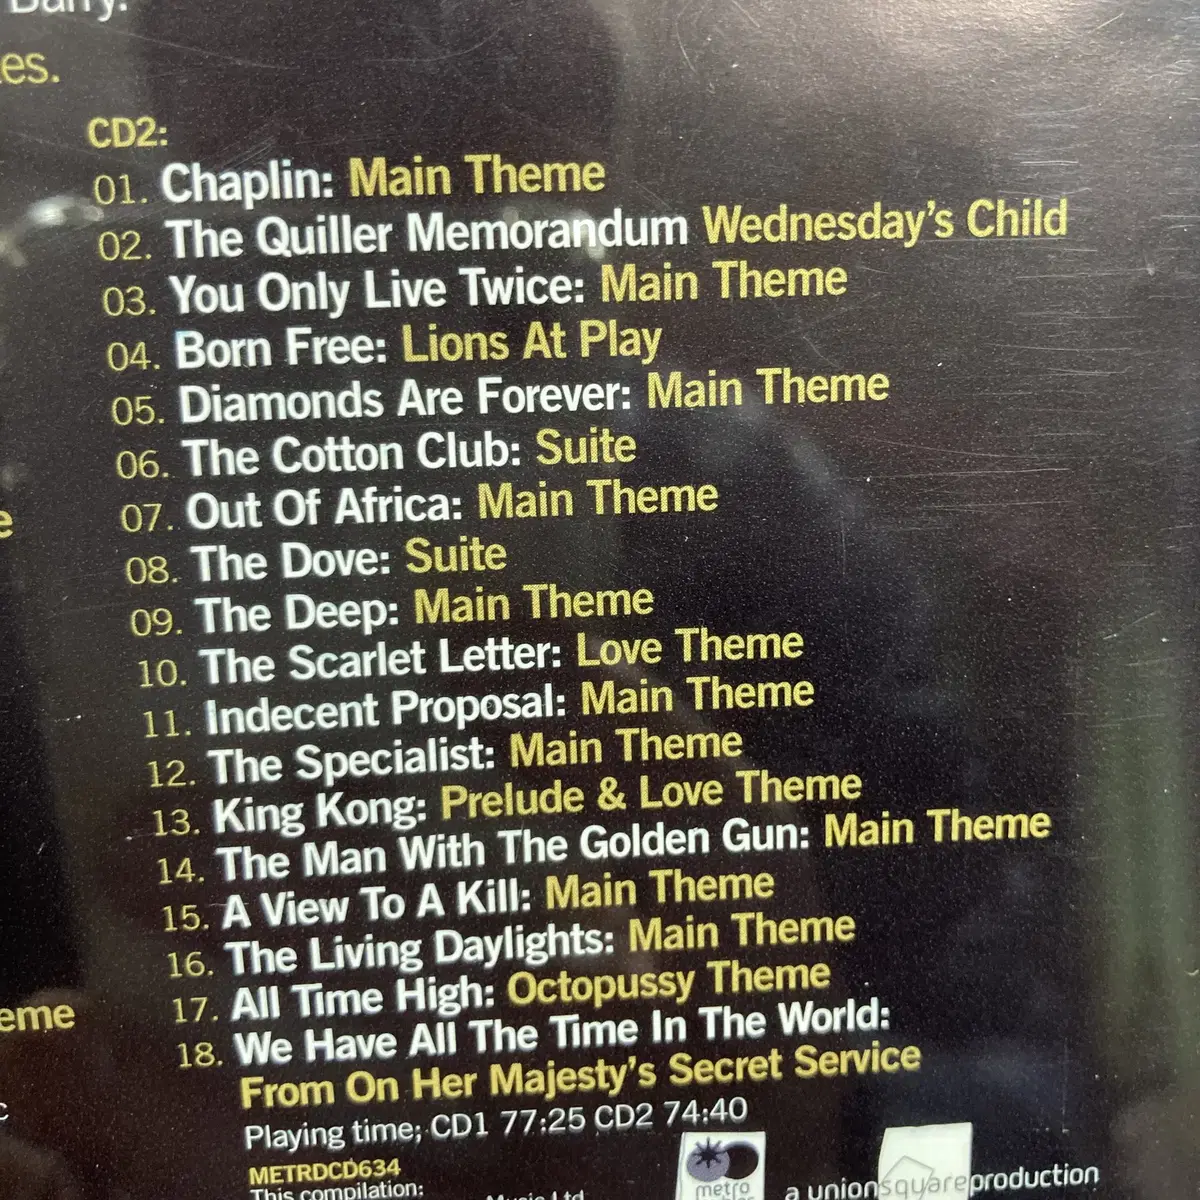 Barry.
es.
CD2:
01. Chaplin: Main Theme
02. The Quiller Memorandum Wednesday's Child
03. You Only Live Twice: Main Theme
04. Born Free: Lions At Play
05. Diamonds Are Forever: Main Theme
06. The Cotton Club: Suite
07. Out Of Africa: Main Theme
e
08. The Dove: Suite
09. The Deep: Main Theme
10. The Scarlet Letter: Love Theme
11. Indecent Proposal: Main Theme
12. The Specialist: Main Theme
13. King Kong: Prelude & Love Theme
14. The Man With The Golden Gun: Main Theme
15. A View To A Kill: Main Theme
16. The Living Daylights: Main Theme
17. All Time High: Octopussy Theme
eme
18. We Have All The Time In The World:
From On Her Majesty's Secret Service
c
Playing time; CD1 77:25 CD2 74:40
METRDCD634
This compilation:
Music Ltd
metro
a unionsquareproduction